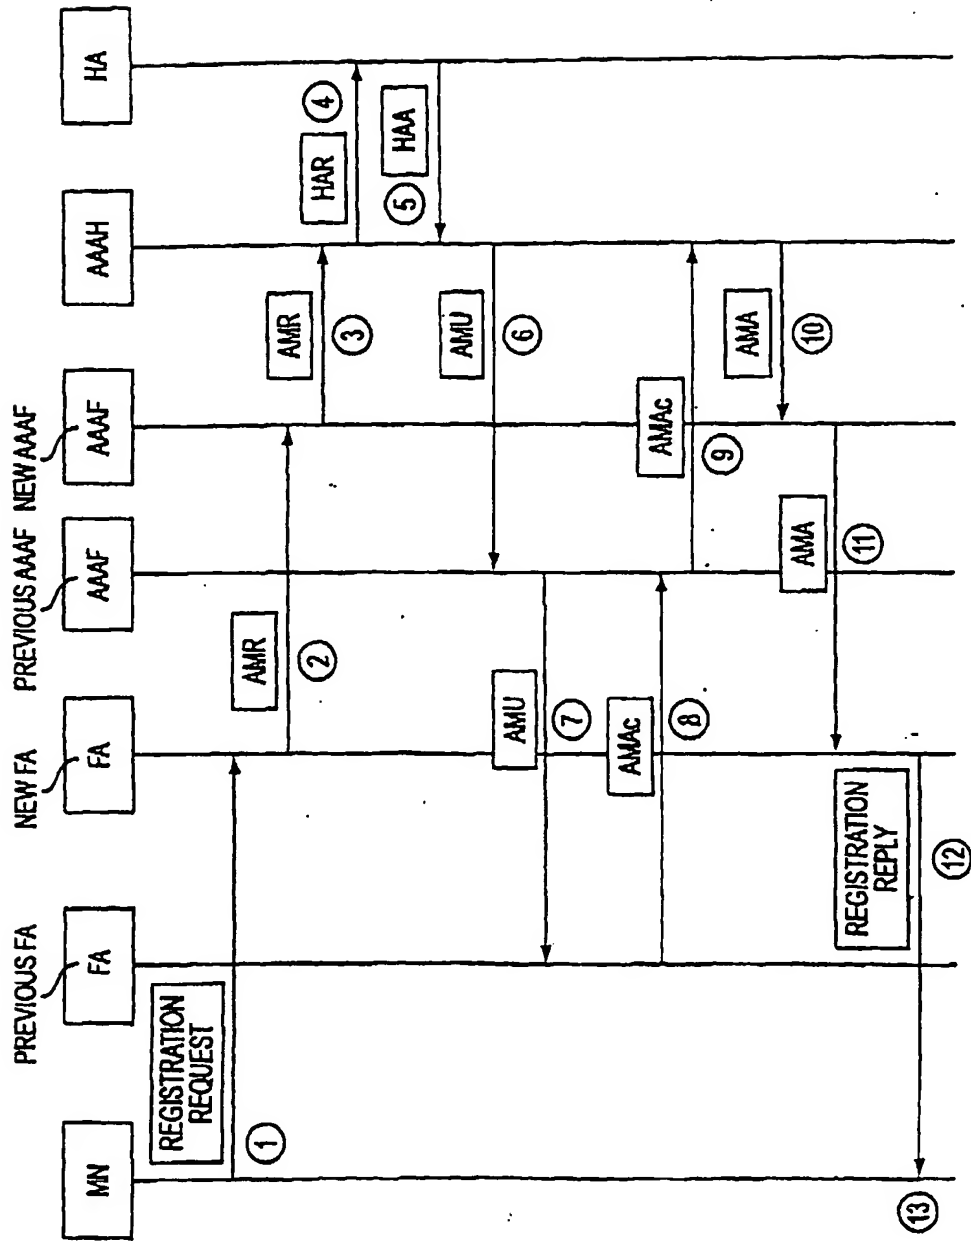 PREVIOUS FA
NEW FA
PREVIOUS AAAF
NEW AAAF
MN
FA
FA
AAAF
AAAF
AAAH
HA
REGISTRATION
REQUEST
1
AMR
2
AMR
3
HAR
4
HAA
5
AMU
6
AMU
7
AMAc
8
AMAc
9
AMA
10
AMA
11
REGISTRATION
REPLY
12
13